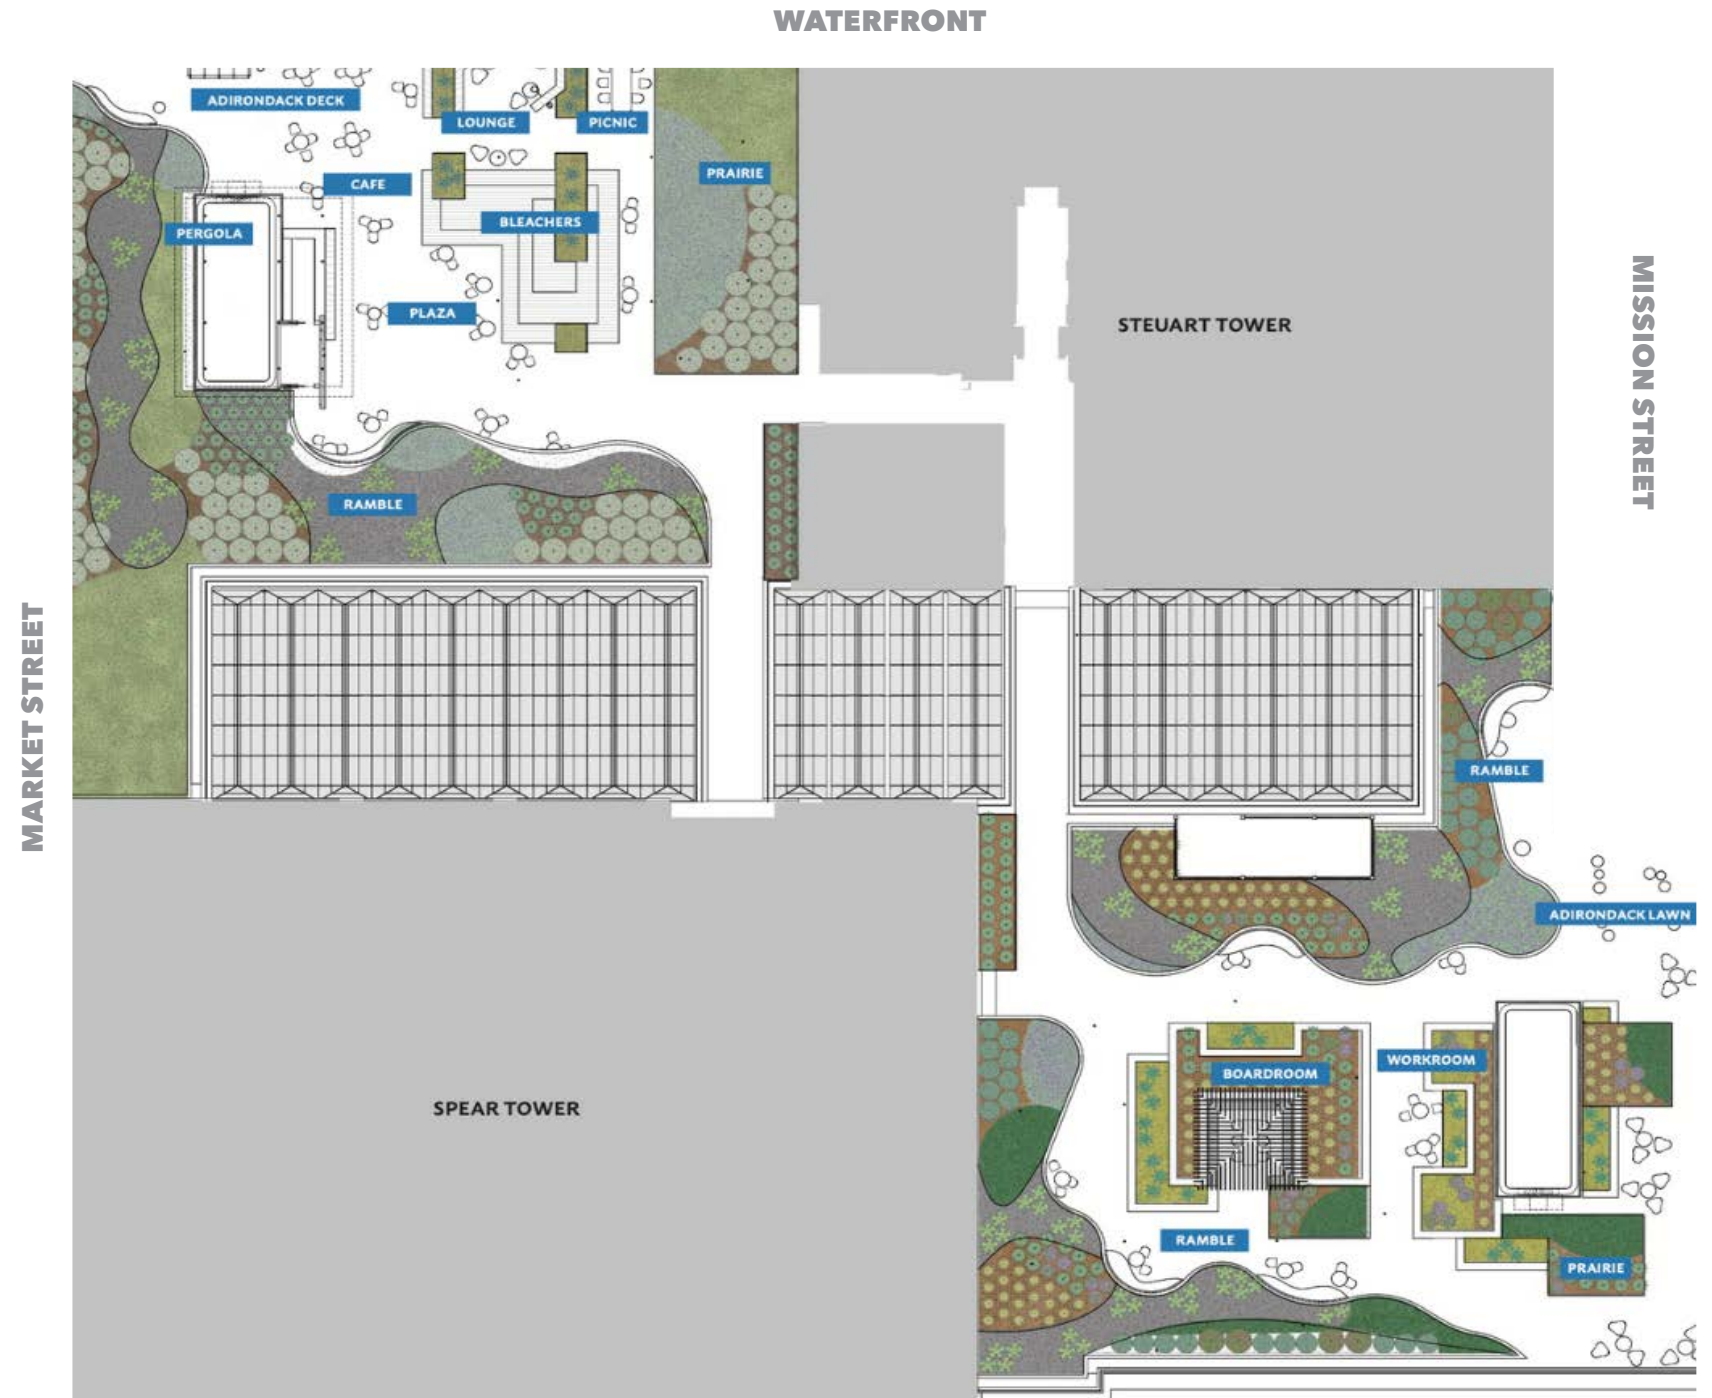 WATERFRONT
ADIRONDACK DECK
LOUNGE
PICNIC
CAFE
PRAIRIE
BLEACHERS
PERGOLA
PLAZA
STEUART TOWER
MISSION STREET
RAMBLE
MARKET STREET
RAMBLE
ADIRONDACK LAWN
WORKROOM
BOARDROOM
SPEAR TOWER
RAMBLE
PRAIRIE